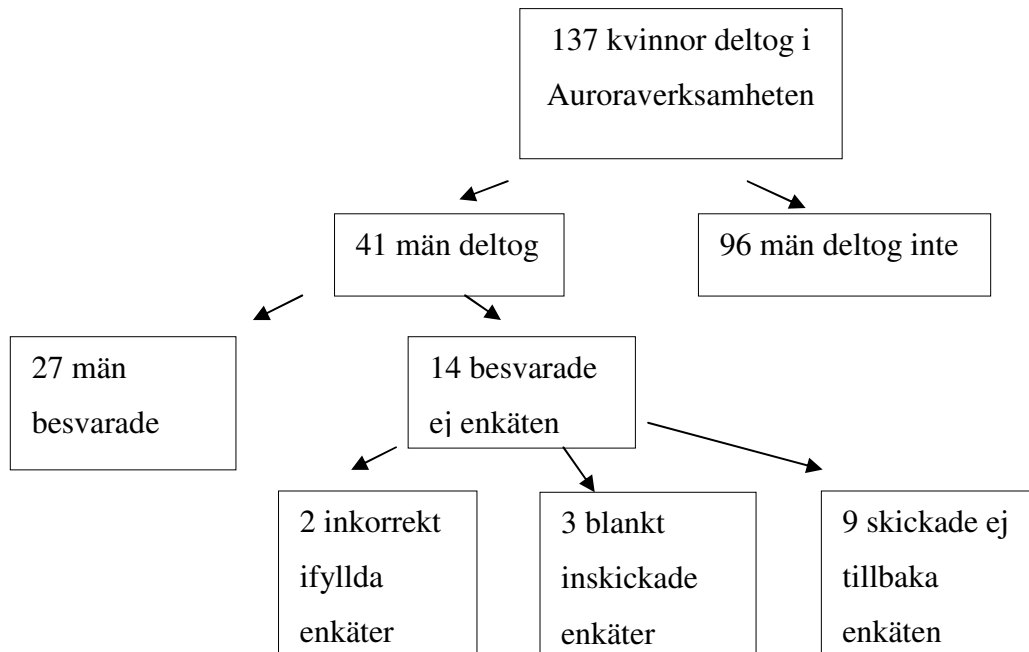 137 kvinnor deltog i
Auroraverksamheten
41 män deltog
96 män deltog inte
27 män
besvarade
14 besvarade
ej enkäten
2 inkorrekt
ifyllda
enkäter
3 blankt
inskickade
enkäter
9 skickade ej
tillbaka
enkäten